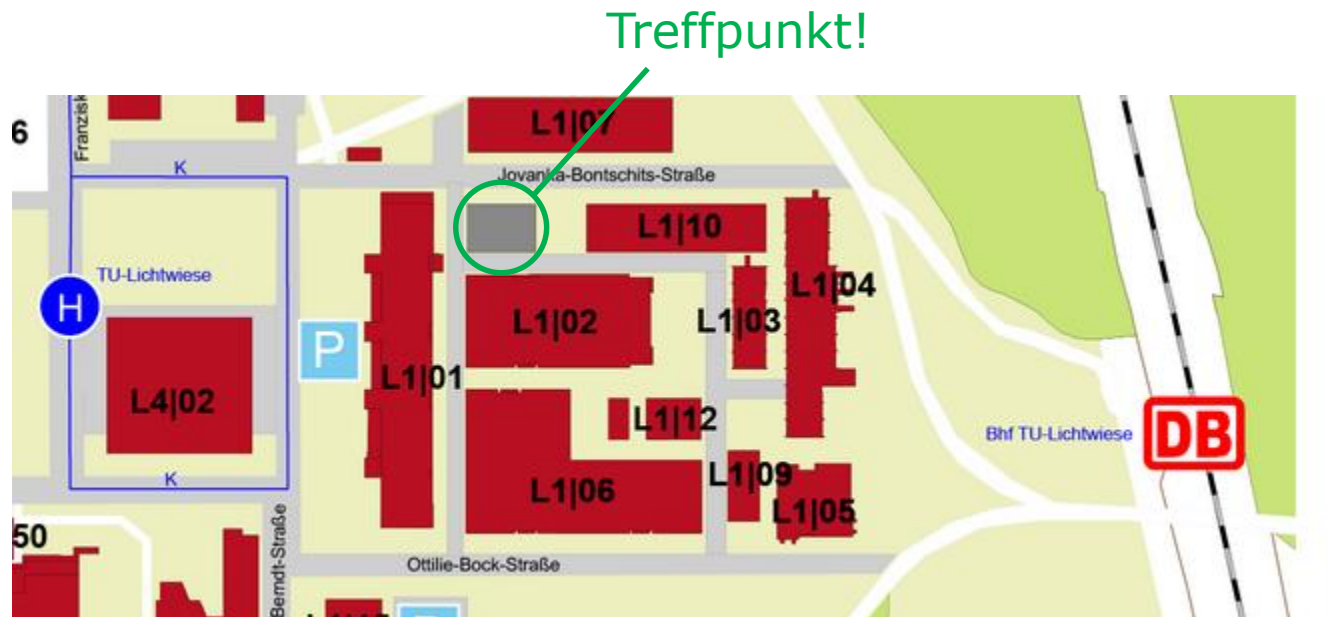 Treffpunkt!
Franzisk
6
L1|07
K
Jovanka-Bontschits-Straße
L1|10
TU-Lichtwiese
H
L1|04
L1|02
L1|03
P
L1|01
L4|02
L1|12
Bhf TU-Lichtwiese
DB
K
L1|09
L1|06
L1|05
50
Berndt-Straße
Ottilie-Bock-Straße